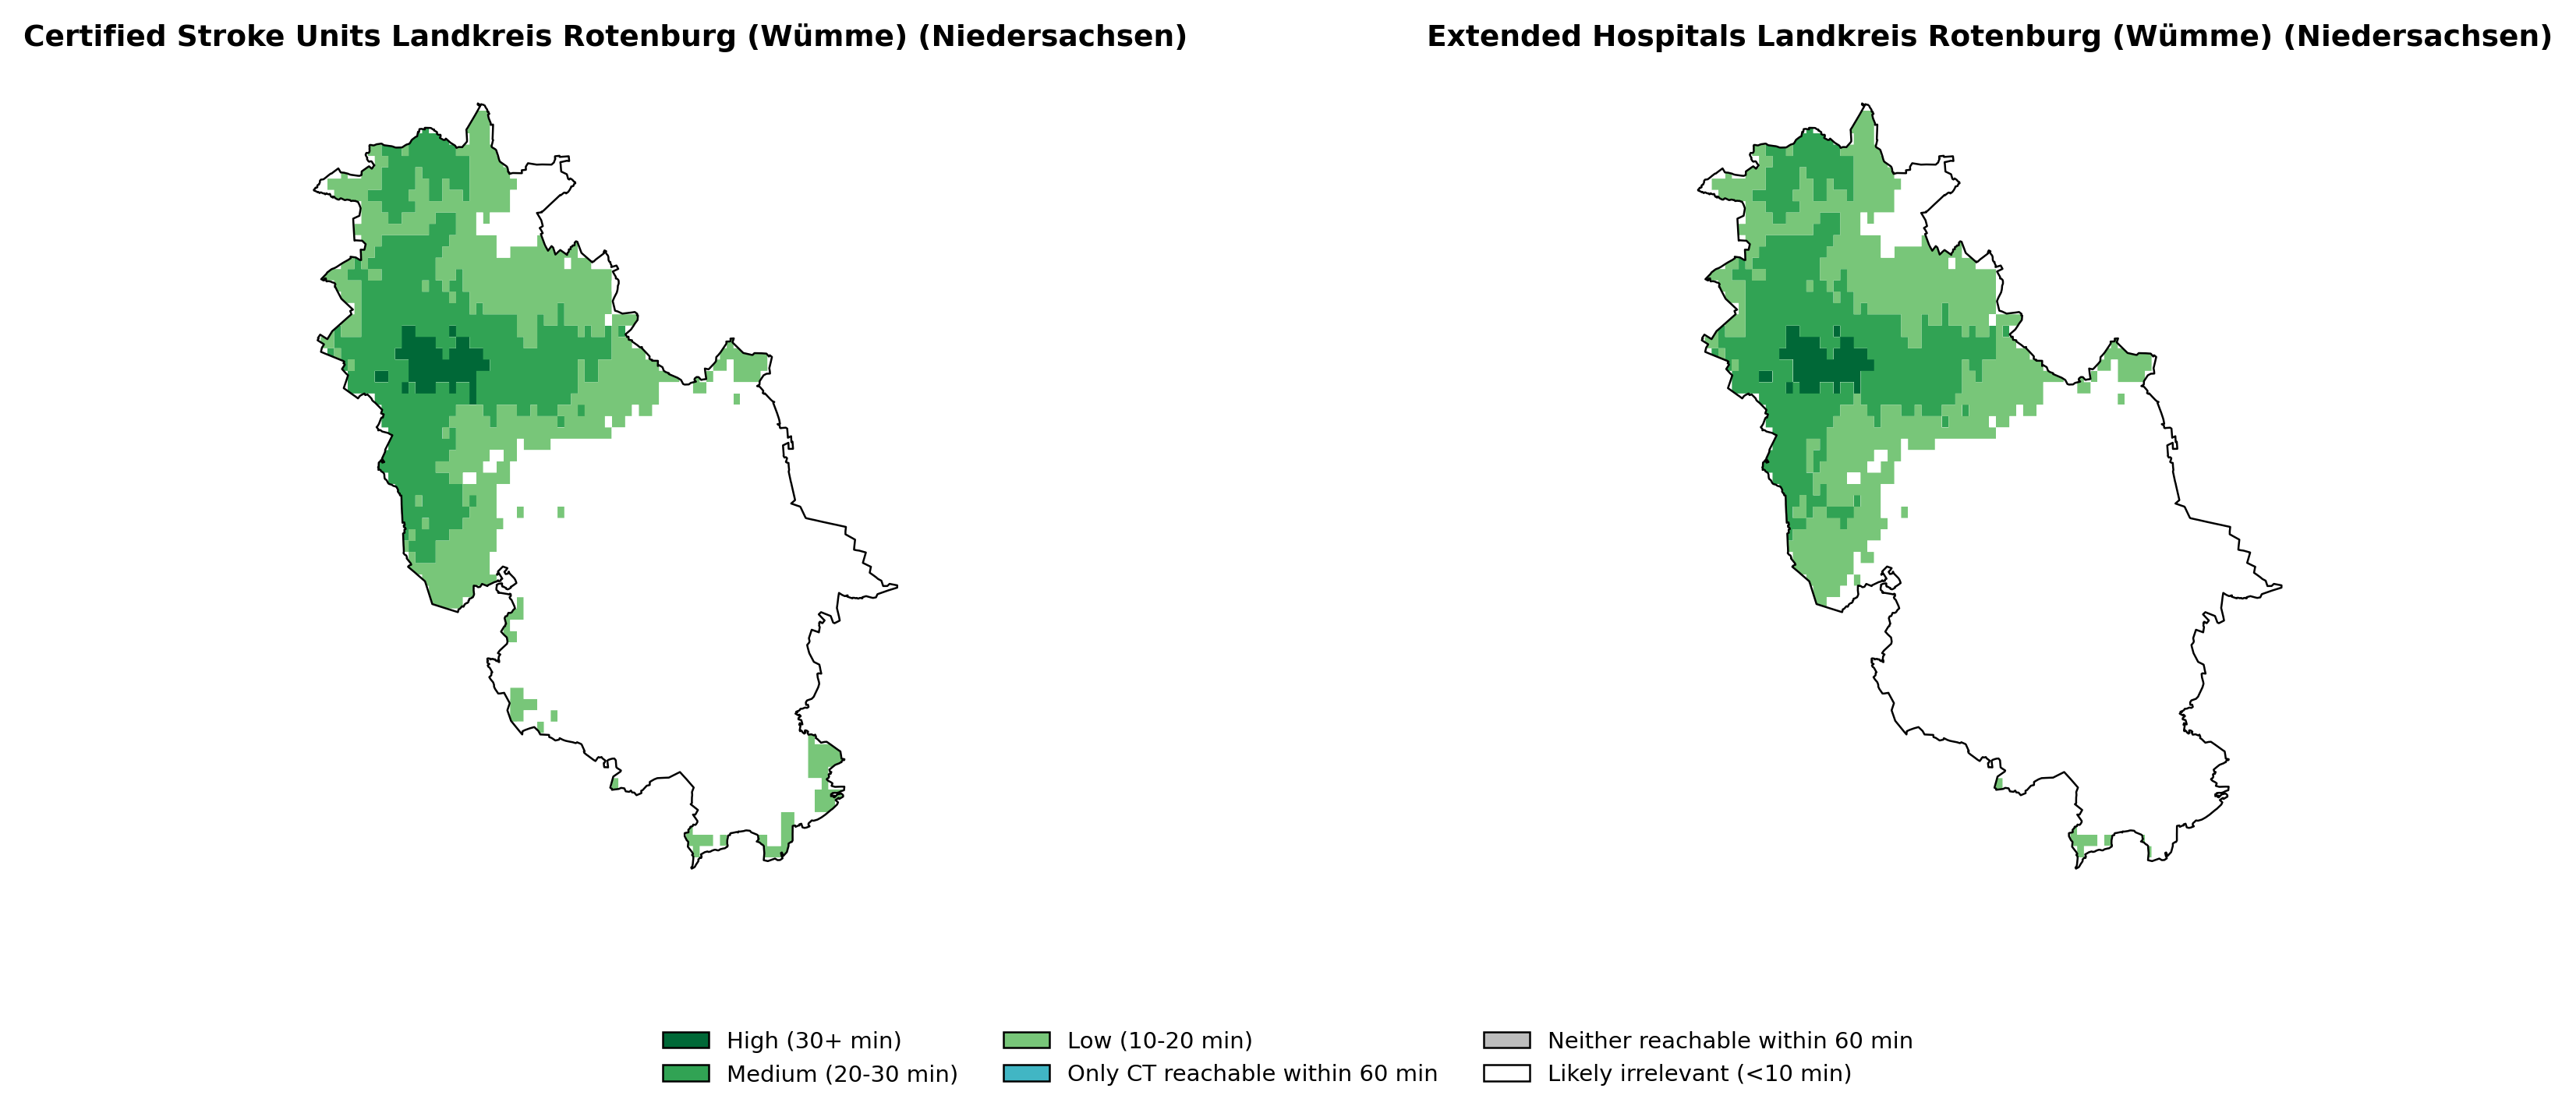 Certified Stroke Units Landkreis Rotenburg (Wümme) (Niedersachsen)
Extended Hospitals Landkreis Rotenburg (Wümme) (Niedersachsen)
High (30+ min)
Medium (20-30 min)
Low (10-20 min)
Only CT reachable within 60 min
Neither reachable within 60 min
Likely irrelevant (<10 min)